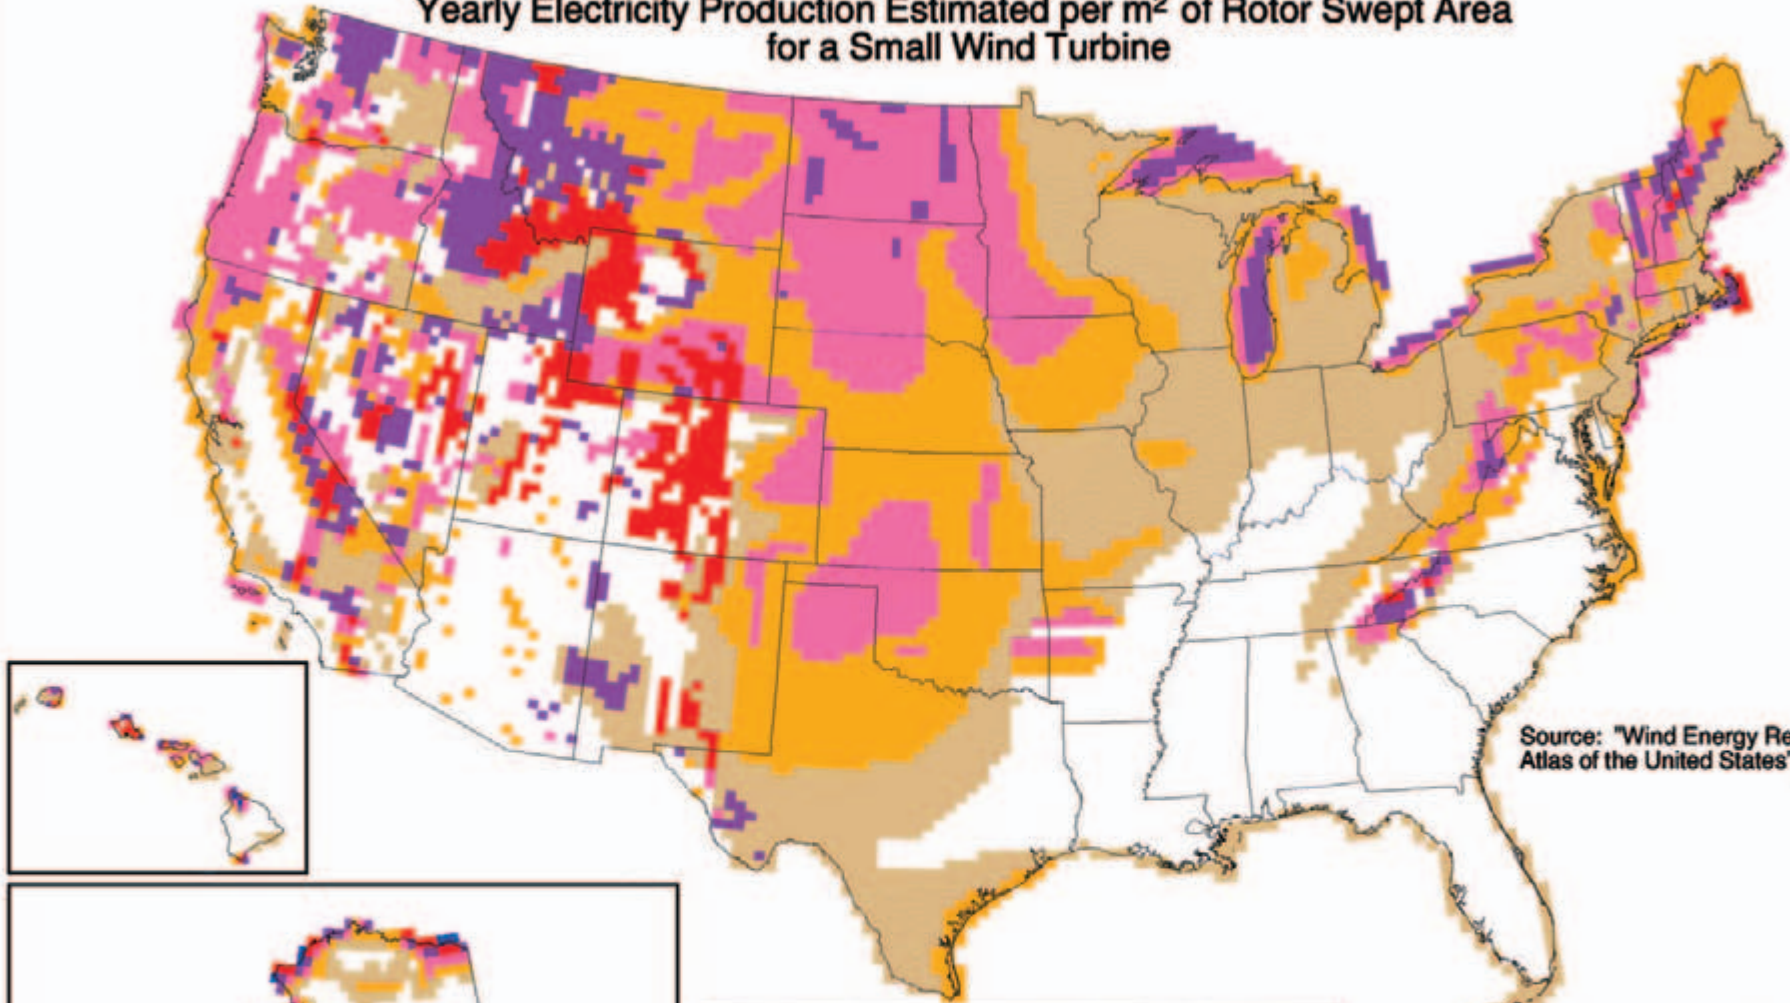 Yearly Electricity Production Estimated per m² of Rotor Swept Area
for a Small Wind Turbine
Source: "Wind Energy Re
Atlas of the United States"